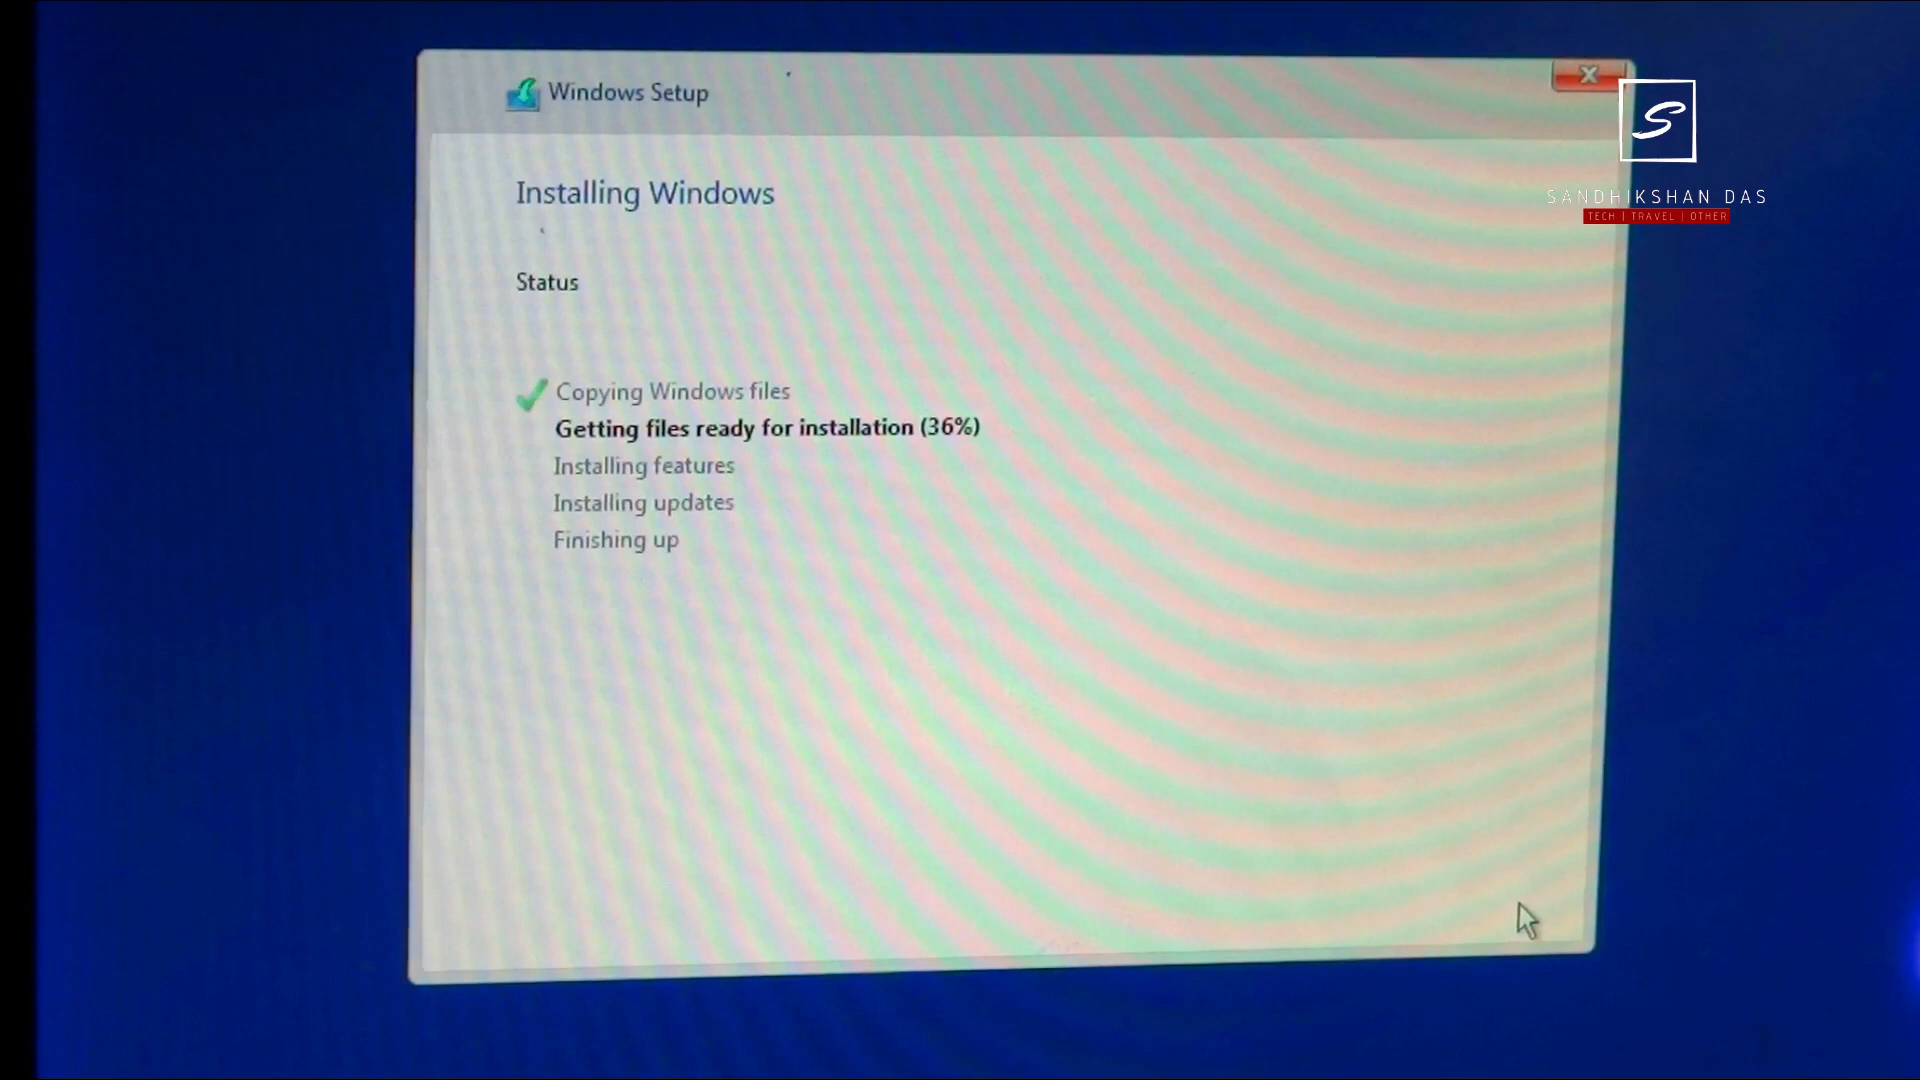 Windows Setup
Installing Windows
Status
Copying Windows files
Getting files ready for installation (36%)
Installing features
Installing updates
Finishing up
S
SANDHIKSHAN DAS
TECH | TRAVEL | OTHER